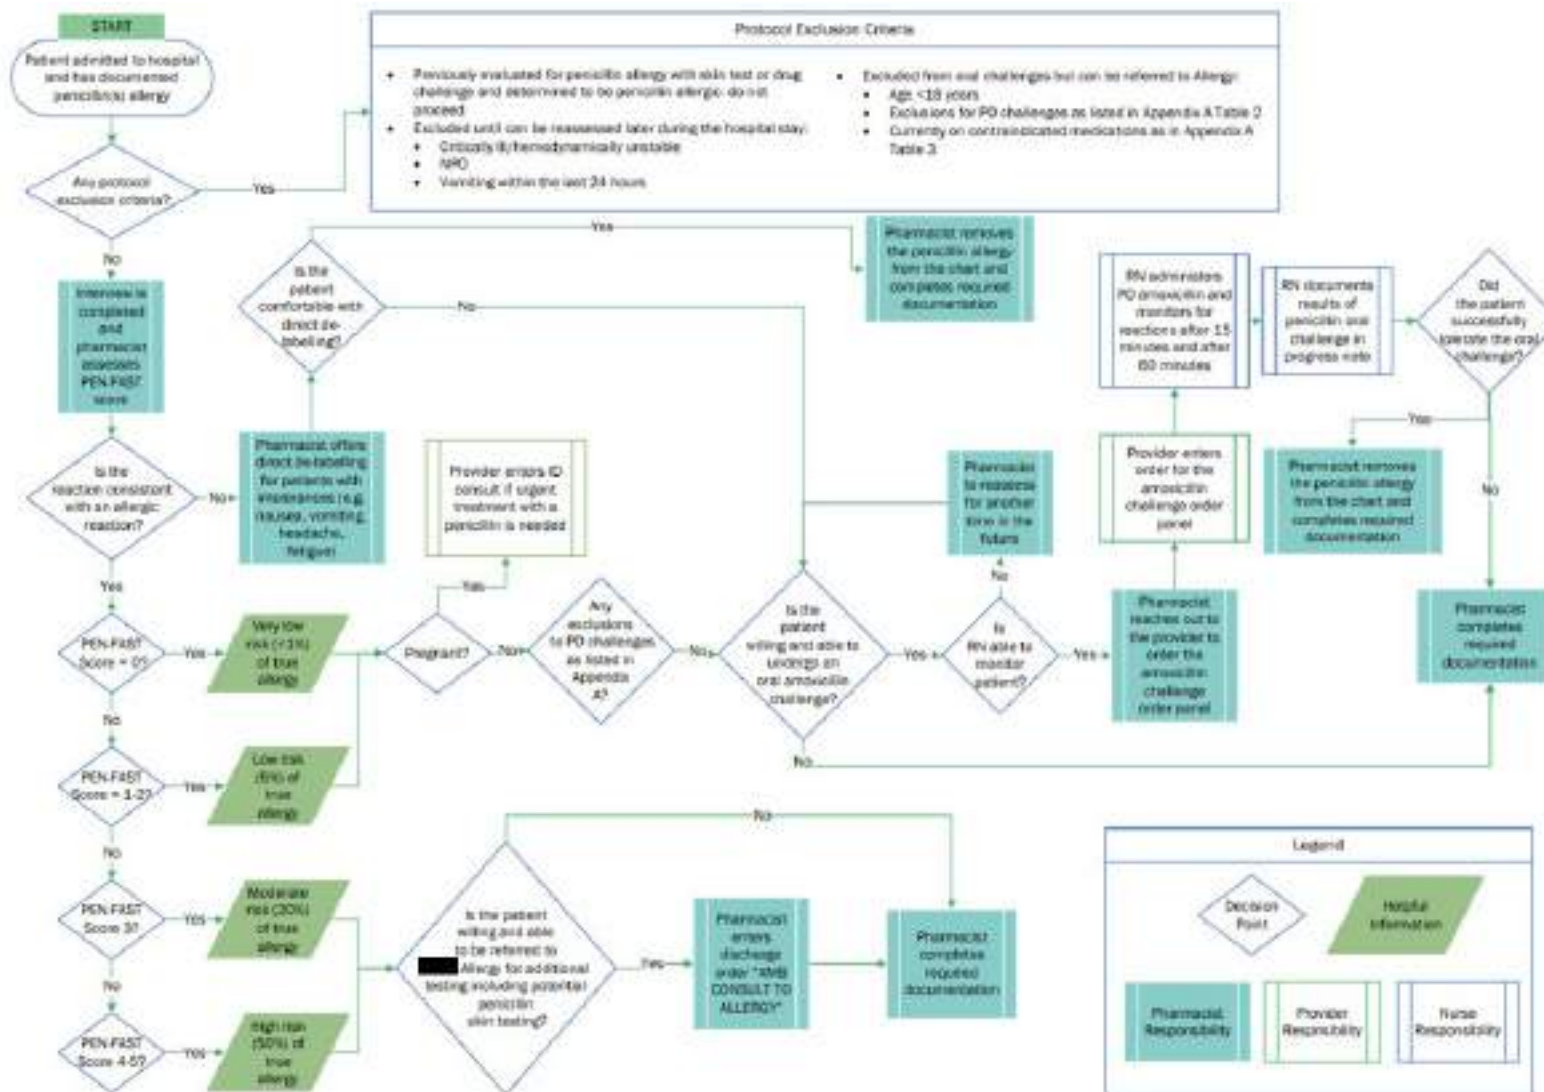 START
Patient admitted to hospital
and has documented
penicillin(s) allergy
Any protocol
exclusion criteria?
Yes
No
Protocol Exclusion Criteria
• Previously evaluated for penicillin allergy with skin test or drug
challenge and determined to be penicillin allergic: do not
proceed
• Excluded until can be reassessed later during the hospital stay:
• Critically ill/hemodynamically unstable
• NPO
• Vomiting within the last 24 hours
• Excluded from oral challenges but can be referred to Allergy:
• Age <18 years
• Exclusions for PO challenges as listed in Appendix A Table 2
• Currently on contraindicated medications as in Appendix A
Table 3
Interview is
completed
and
pharmacist
assesses
PEN-FAST
score
Is the
reaction consistent
with an allergic
reaction?
No
Yes
Pharmacist offers
direct de-labelling
for patients with
intolerances (e.g.
nausea, vomiting,
headache,
fatigue)
Is the
patient
comfortable with
direct de-
labelling?
Yes
No
Pharmacist removes
the penicillin allergy
from the chart and
completes required
documentation
PEN-FAST
Score = 0?
Yes
Very low
risk (<1%)
of true
allergy
No
PEN-FAST
Score = 1-2?
Yes
Low risk
(5%) of
true
allergy
No
PEN-FAST
Score 3?
Yes
Moderate
risk (20%)
of true
allergy
No
PEN-FAST
Score 4-5?
Yes
High risk
(50%) of
true
allergy
Pregnant?
Yes
Provider enters ID
consult if urgent
treatment with a
penicillin is needed
No
Any
exclusions
to PO challenges
as listed in
Appendix
A?
No
Is the
patient
willing and able to
undergo an
oral amoxicillin
challenge?
Yes
No
Is
RN able to
monitor
patient?
No
Pharmacist
to reassess
for another
time in the
future
Yes
Pharmacist
reaches out to
the provider to
order the
amoxicillin
challenge
order panel
Provider enters
order for the
amoxicillin
challenge order
panel
RN administers
PO amoxicillin and
monitors for
reactions after 15
minutes and after
60 minutes
RN documents
results of
penicillin oral
challenge in
progress note
Did
the patient
successfully
tolerate the oral
challenge?
Yes
No
Pharmacist removes
the penicillin allergy
from the chart and
completes required
documentation
Pharmacist
completes
required
documentation
Is the patient
willing and able
to be referred to
Allergy for additional
testing including potential
penicillin
skin testing?
No
Yes
Pharmacist
enters
discharge
order "AMB
CONSULT TO
ALLERGY"
Pharmacist
completes
required
documentation
Legend
Decision
Point
Helpful
Information
Pharmacist
Responsibility
Provider
Responsibility
Nurse
Responsibility